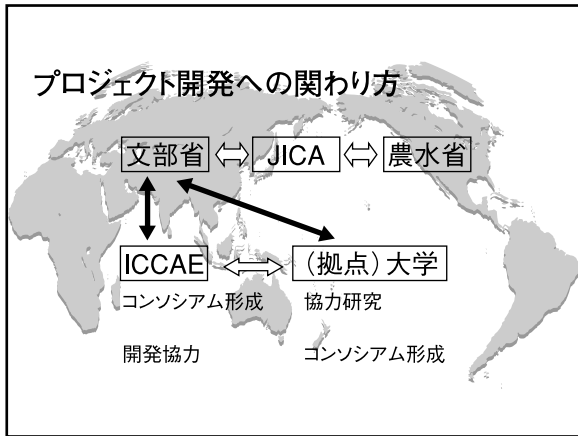 プロジェクト開発への関わり方
文部省 JICA 農水省
ICCAE （拠点）大学
コンソシアム形成 協力研究
開発協力 コンソシアム形成